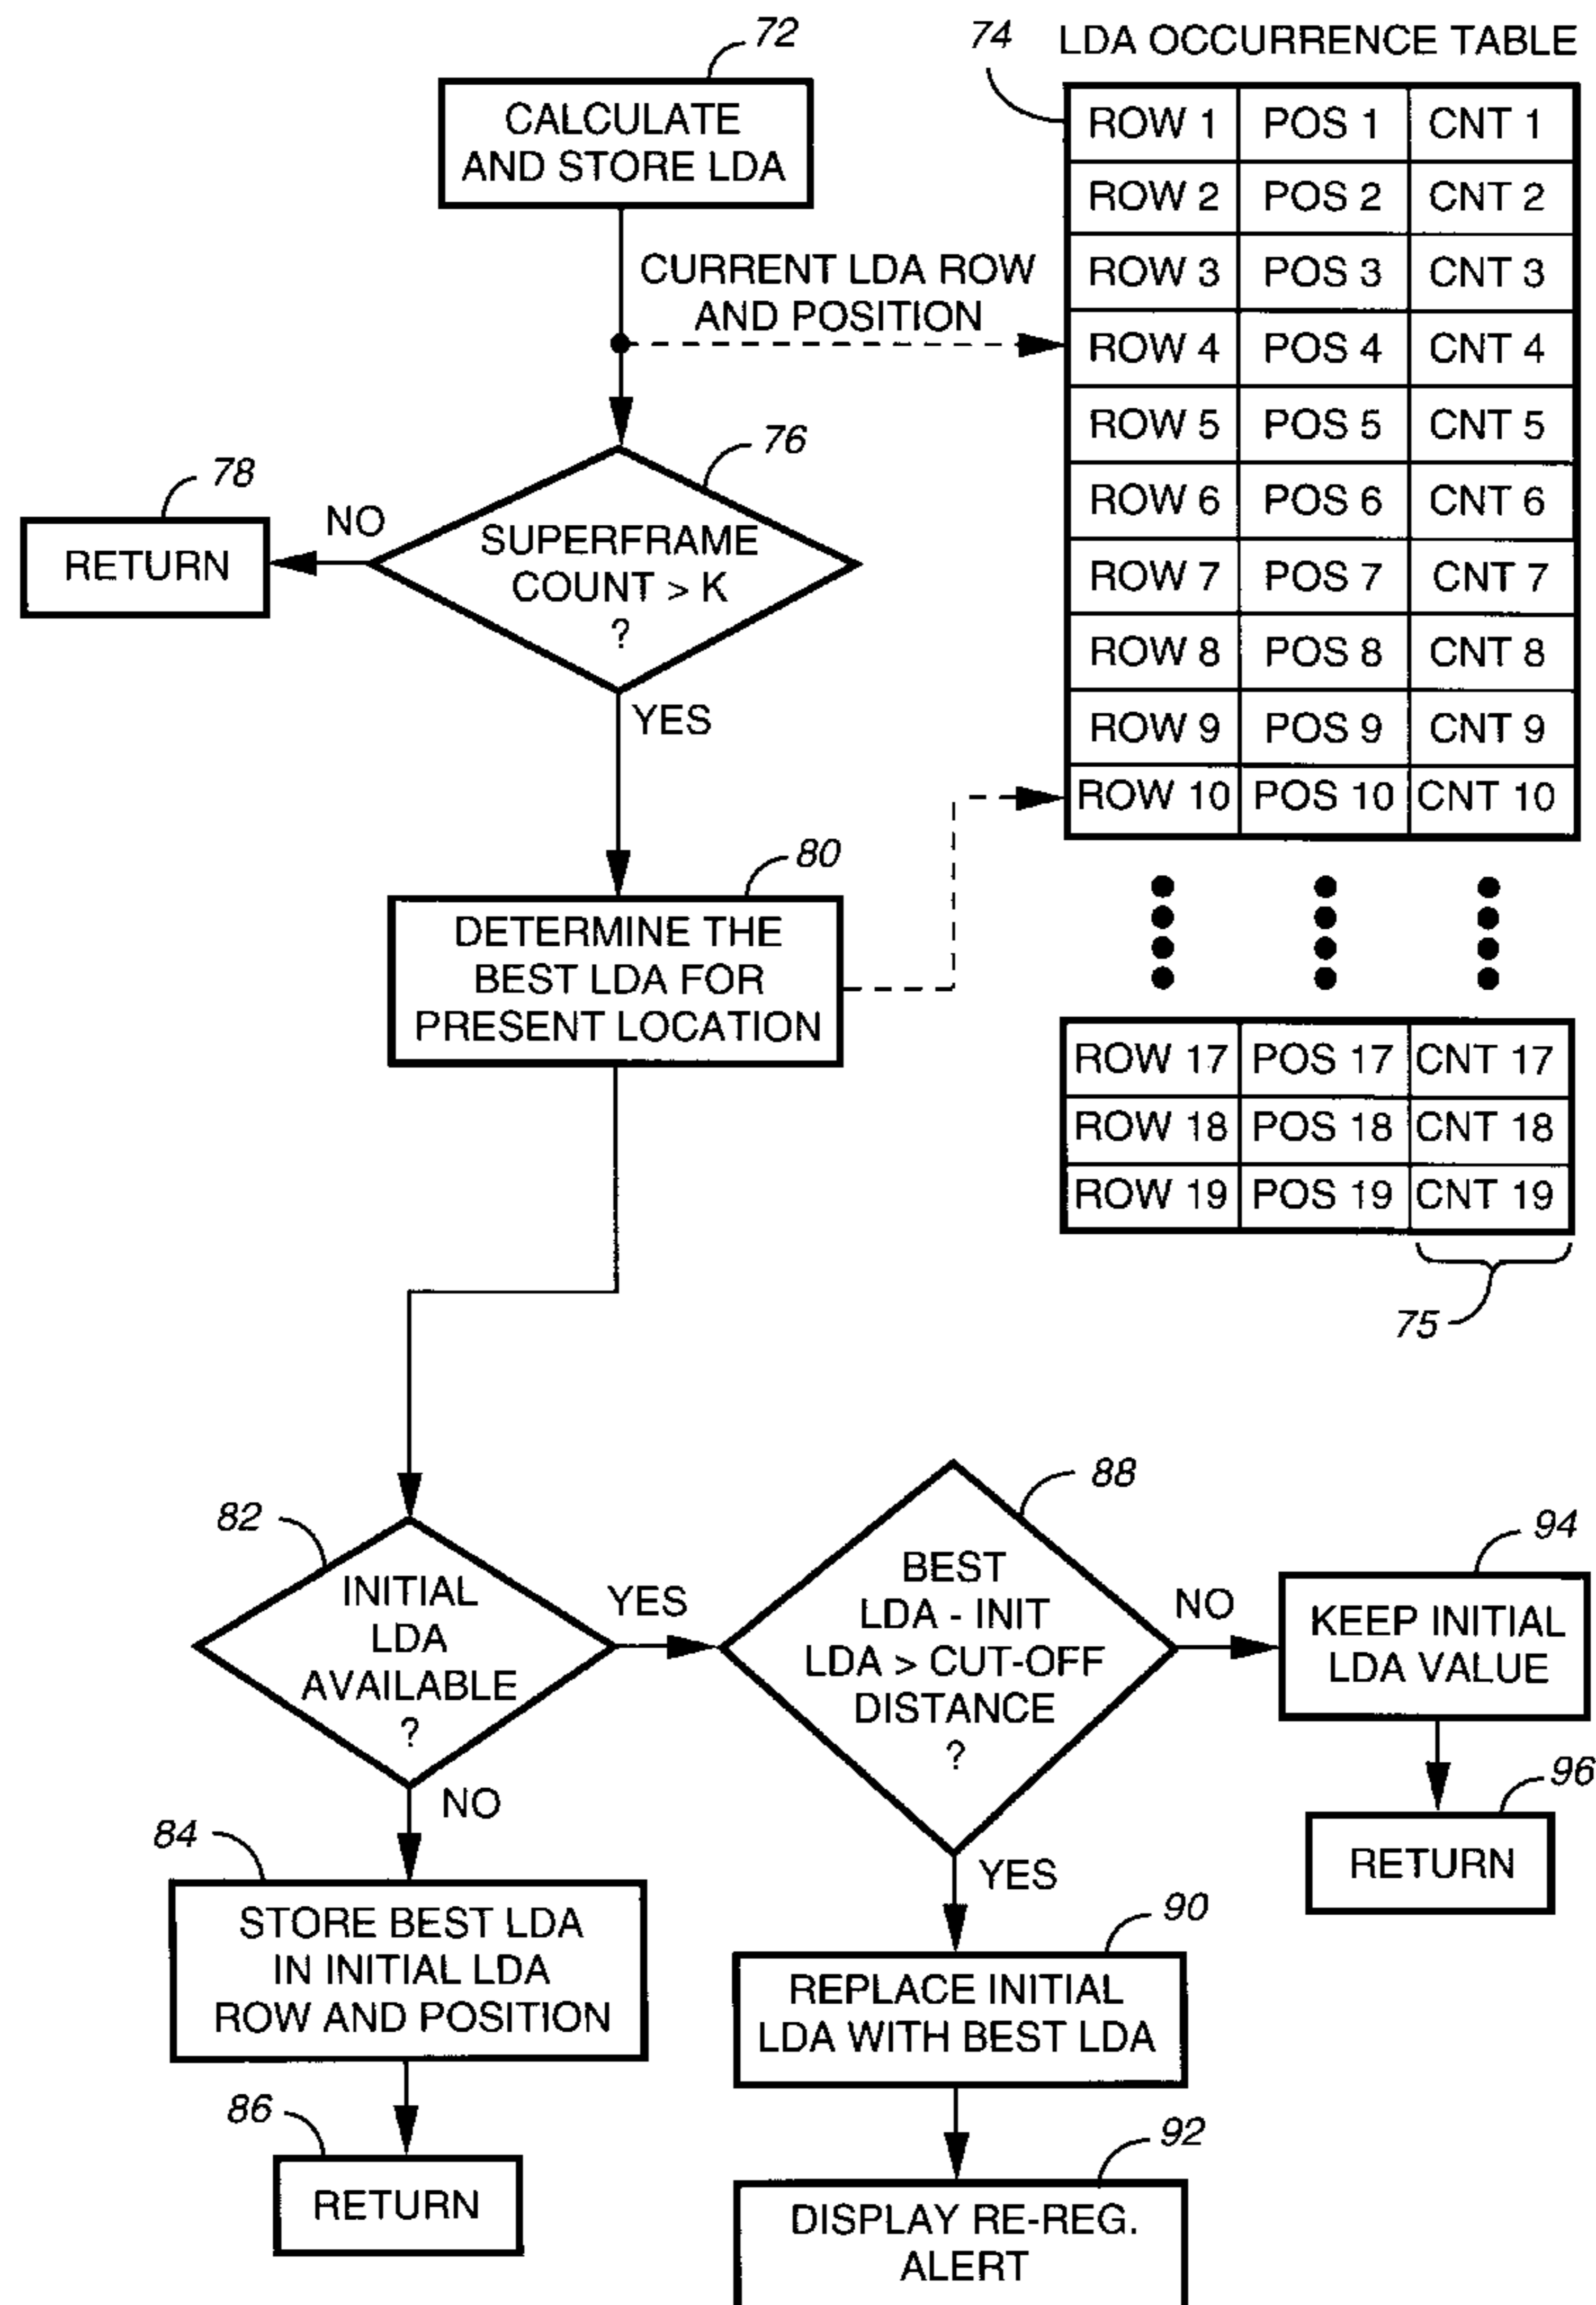 72
CALCULATE
AND STORE LDA
74
LDA OCCURRENCE TABLE
ROW 1 POS 1 CNT 1
ROW 2 POS 2 CNT 2
ROW 3 POS 3 CNT 3
ROW 4 POS 4 CNT 4
ROW 5 POS 5 CNT 5
ROW 6 POS 6 CNT 6
ROW 7 POS 7 CNT 7
ROW 8 POS 8 CNT 8
ROW 9 POS 9 CNT 9
ROW 10 POS 10 CNT 10
ROW 17 POS 17 CNT 17
ROW 18 POS 18 CNT 18
ROW 19 POS 19 CNT 19
75
CURRENT LDA ROW
AND POSITION
76
SUPERFRAME
COUNT > K
?
NO
78
RETURN
YES
80
DETERMINE THE
BEST LDA FOR
PRESENT LOCATION
82
INITIAL
LDA
AVAILABLE
?
YES
NO
84
STORE BEST LDA
IN INITIAL LDA
ROW AND POSITION
86
RETURN
88
BEST
LDA - INIT
LDA > CUT-OFF
DISTANCE
?
NO
94
KEEP INITIAL
LDA VALUE
96
RETURN
YES
90
REPLACE INITIAL
LDA WITH BEST LDA
92
DISPLAY RE-REG.
ALERT